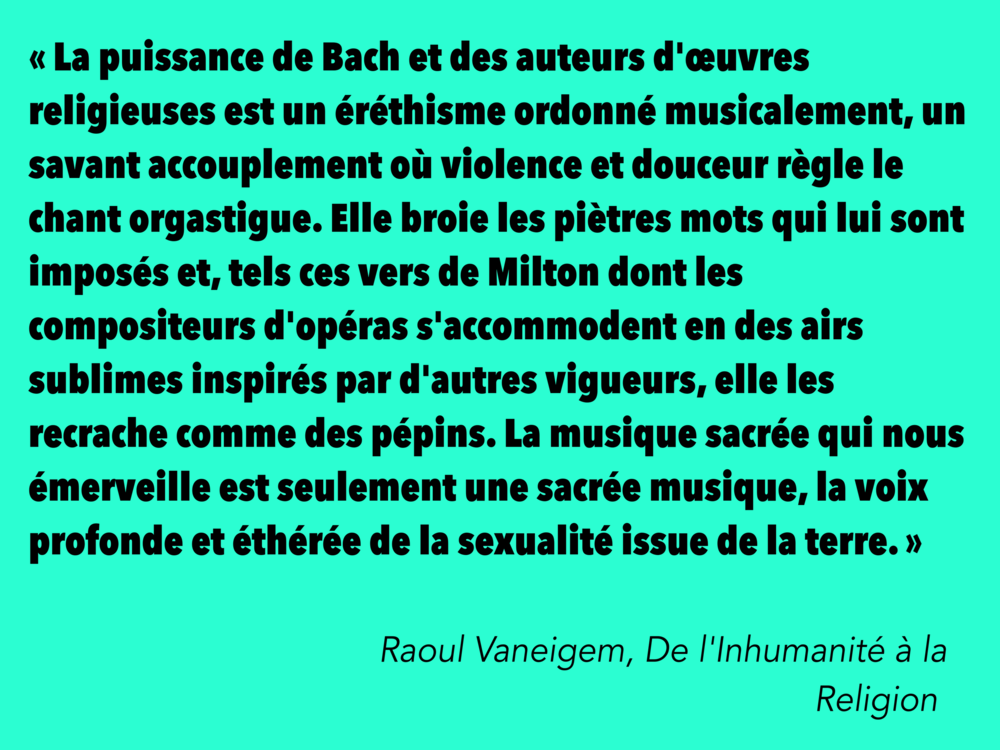 « La puissance de Bach et des auteurs d'œuvres
religieuses est un éréthisme ordonné musicalement, un
savant accouplement où violence et douceur règle le
chant orgastigue. Elle broie les piètres mots qui lui sont
imposés et, tels ces vers de Milton dont les
compositeurs d'opéras s'accommodent en des airs
sublimes inspirés par d'autres vigueurs, elle les
recrache comme des pépins. La musique sacrée qui nous
émerveille est seulement une sacrée musique, la voix
profonde et éthérée de la sexualité issue de la terre. »
Raoul Vaneigem, De l'Inhumanité à la
Religion